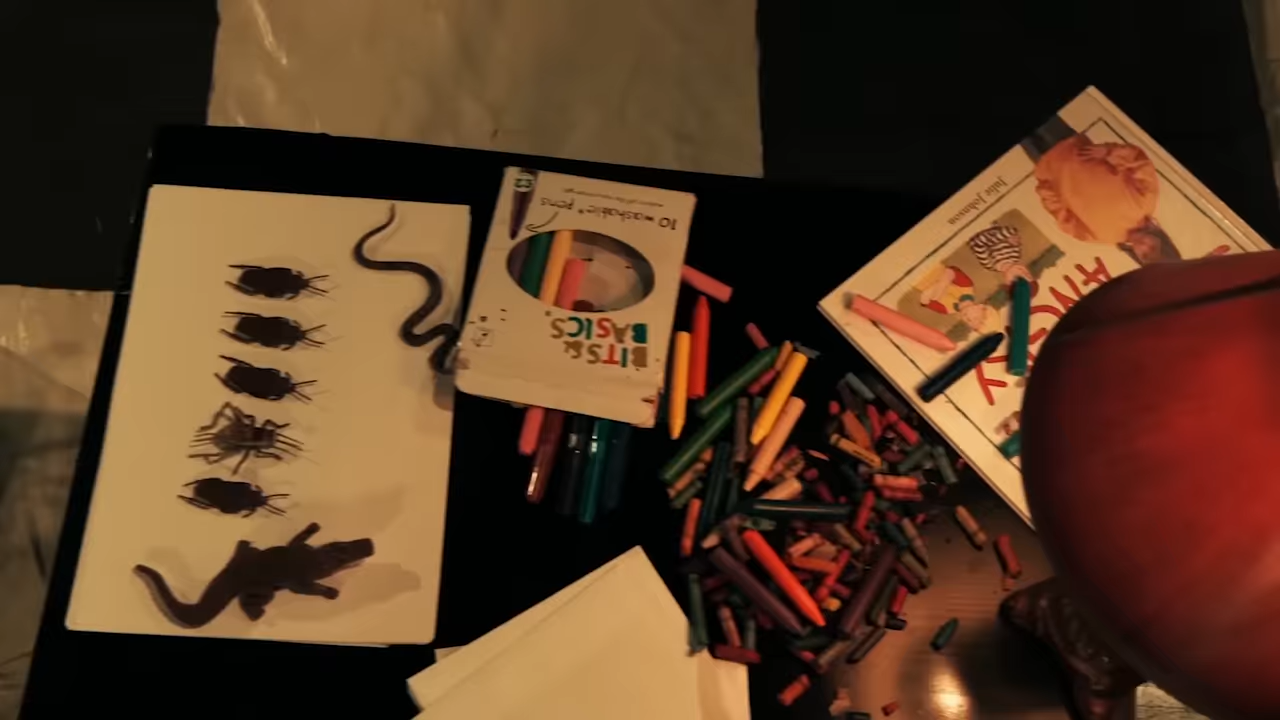 10 washable* pens
BITS&
BASICS.
Julie Johnson
ANGRY